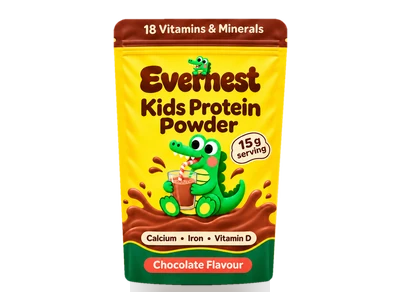 18 Vitamins & Minerals
Evernest
Kids Protein
Powder
15g
serving
Calcium • Iron • Vitamin D
Chocolate Flavour